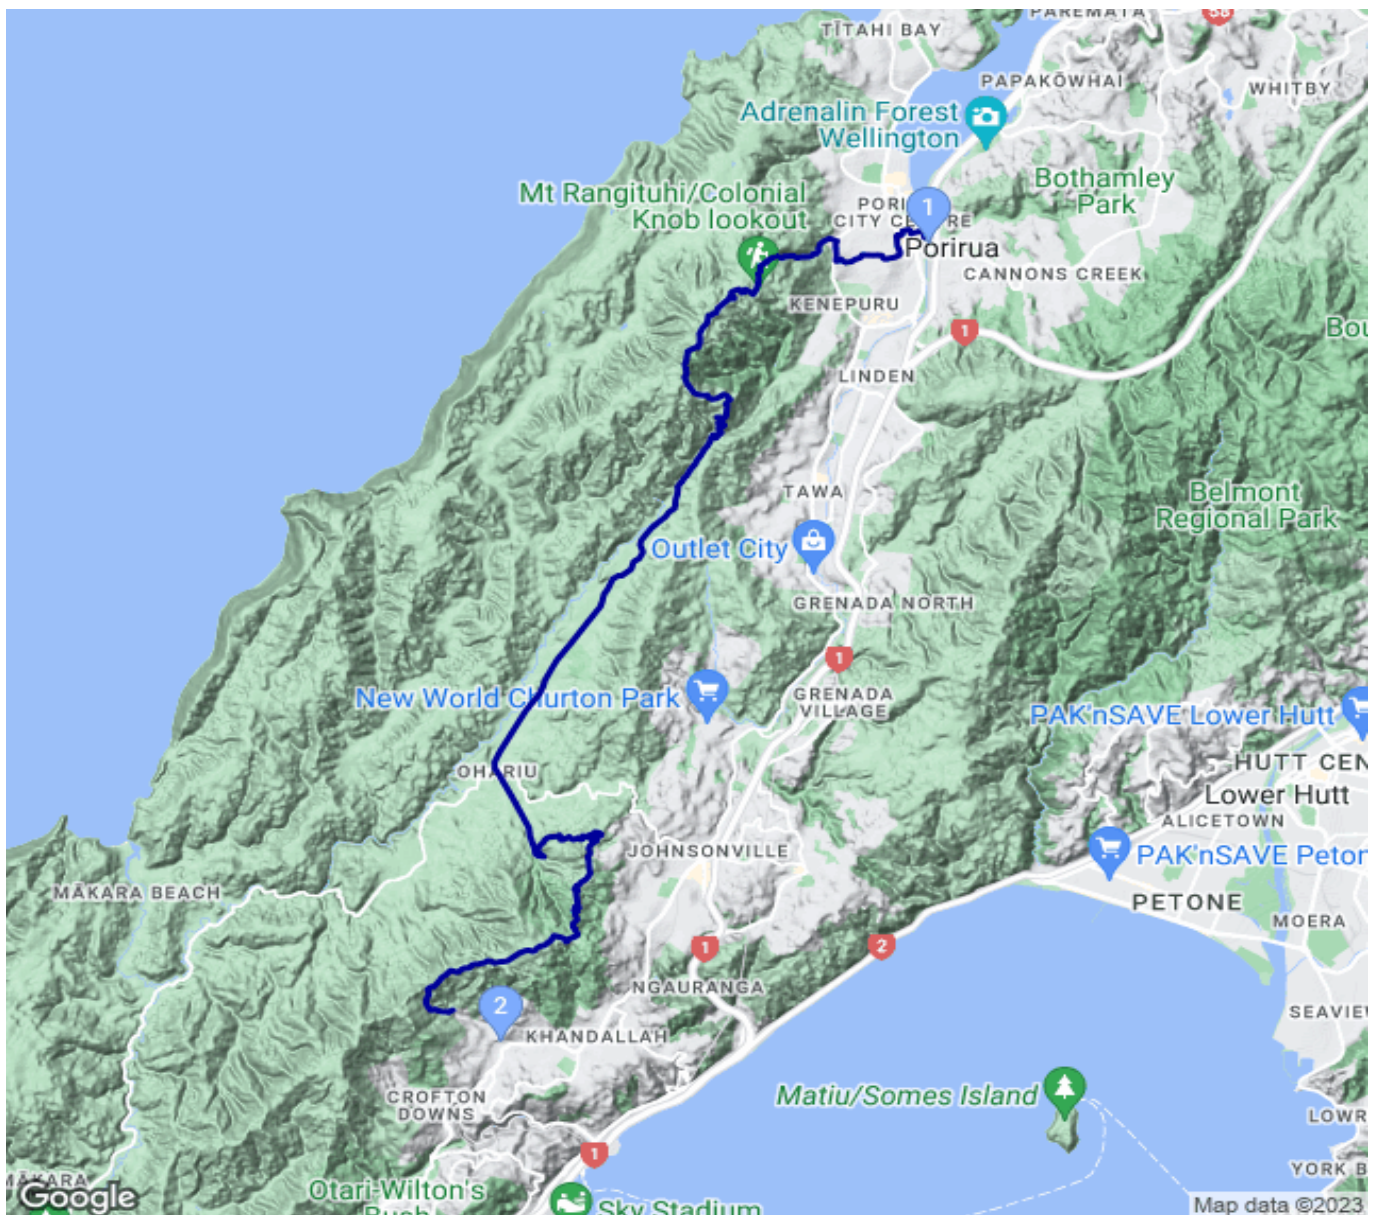 PAREMATA
58
TĪTAHI BAY
PAPAKŌWHAI
WHITBY
Adrenalin Forest
Wellington
Bothamley
Park
Mt Rangituhi/Colonial
Knob lookout
1
CITY
RE
Porirua
CANNONS CREEK
KENEPURU
1
LINDEN
TAWA
Belmont
Regional Park
Outlet City
GRENADA NORTH
1
New World Churton Park
GRENADA
VILLAGE
PAK'nSAVE Lower Hutt
OHARIU
HUTT CEN
Lower Hutt
ALICETOWN
JOHNSONVILLE
PAK'nSAVE Peton
MĀKARA BEACH
PETONE
MOERA
1
2
NGAURANGA
2
KHANDALLAH
SEAVIE
CROFTON
DOWNS
Matiu/Somes Island
LOWR
1
YORK B
Otari-Wilton's
Bush
Google
Sky Stadium
Map data ©2023